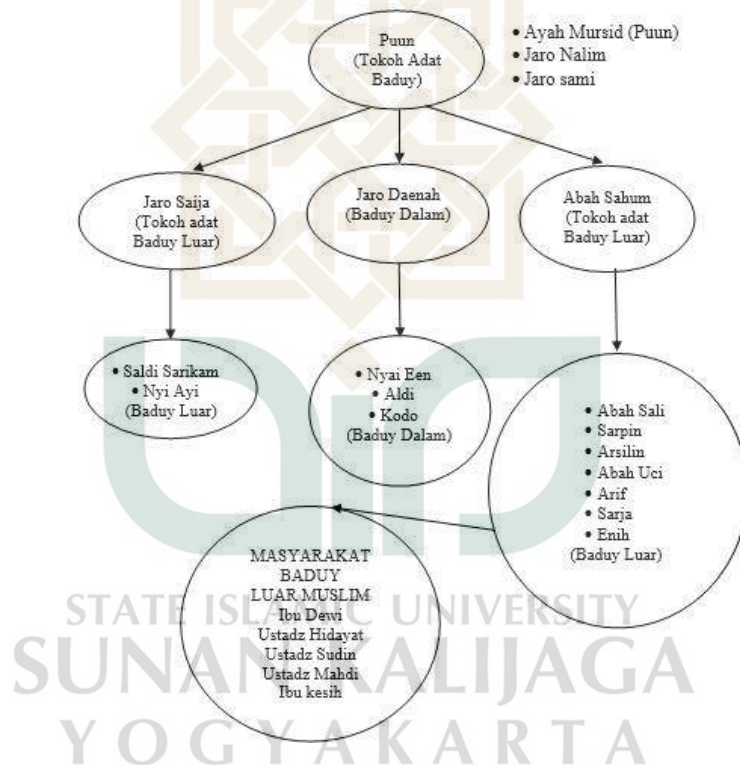 Puun
(Tokoh Adat
Baduy)
• Ayah Mursid (Puun)
• Jaro Nalim
• Jaro sami
Jaro Saija
(Tokoh adat
Baduy Luar)
Jaro Daenah
(Baduy Dalam)
Abah Sahum
(Tokoh adat
Baduy Luar)
• Saldi Sarikam
• Nyi Ayi
(Baduy Luar)
• Nyai Een
• Aldi
• Kodo
(Baduy Dalam)
• Abah Sali
• Sarpin
• Arsilin
• Abah Uci
• Arif
• Sarja
• Enih
(Baduy Luar)
MASYARAKAT
BADUY
LUAR MUSLIM
Ibu Dewi
Ustadz Hidayat
Ustadz Sudin
Ustadz Mahdi
Ibu kesih
STATE ISLAMIC UNIVERSITY
SUNAN KALIJAGA
YOGYAKARTA